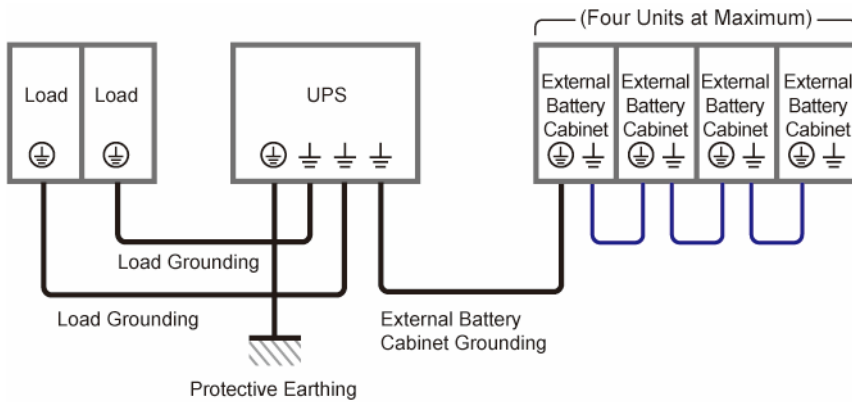 (Four Units at Maximum)
Load
Load
UPS
External
Battery
Cabinet
External
Battery
Cabinet
External
Battery
Cabinet
External
Battery
Cabinet
Load Grounding
Load Grounding
External Battery
Cabinet Grounding
Protective Earthing